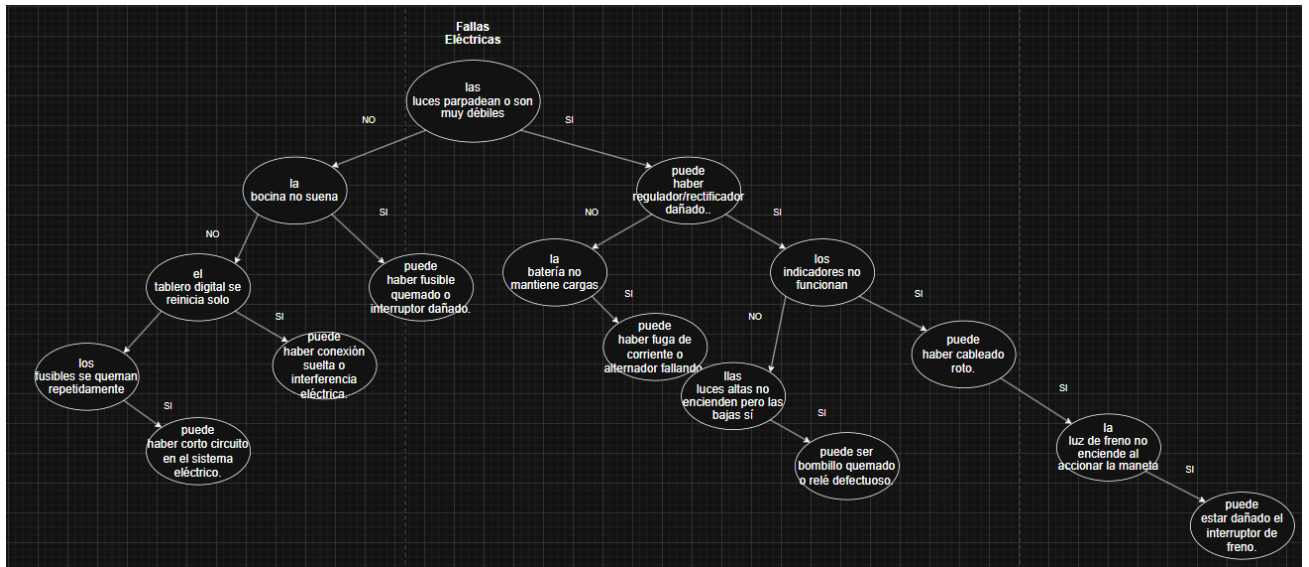 Fallas
Eléctricas
las
luces parpadean o son
muy débiles
NO
SI
la
bocina no suena
puede
haber
regulador/rectificador
dañado..
NO
SI
NO
SI
el
tablero digital se
reinicia solo
puede
haber fusible
quemado o
interruptor dañado.
la
batería no
mantiene cargas
los
indicadores no
funcionan
SI
SI
NO
SI
los
fusibles se queman
repetidamente
puede
haber conexión
suelta o
interferencia
eléctrica.
puede
haber fuga de
corriente o
alternador fallando
llas
luces altas no
encienden pero las
bajas sí
puede
haber cableado
roto.
SI
SI
SI
puede
haber corto circuito
en el sistema
eléctrico.
puede ser
bombillo quemado
o relé defectuoso.
la
luz de freno no
enciende al
accionar la maneta
SI
puede
estar dañado el
interruptor de
freno.